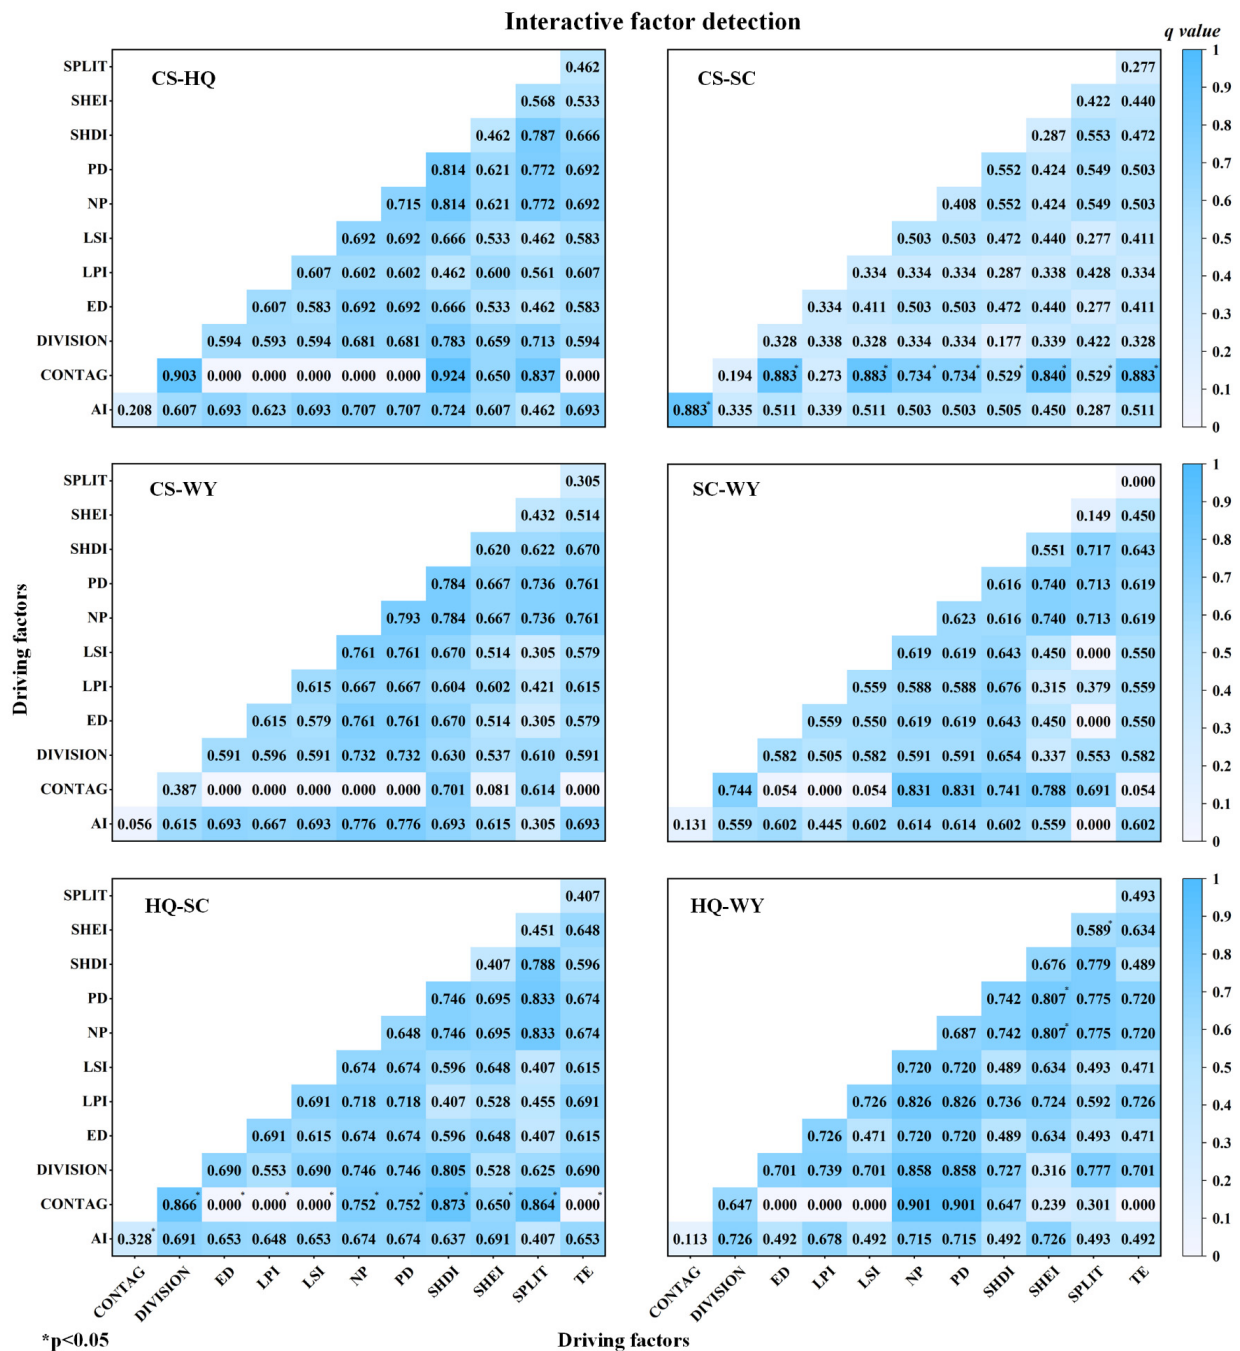 Interactive factor detection
q value
CS-HQ
SPLIT 0.462
SHEI 0.568 0.533
SHDI 0.462 0.787 0.666
PD 0.814 0.621 0.772 0.692
NP 0.715 0.814 0.621 0.772 0.692
LSI 0.692 0.692 0.666 0.533 0.462 0.583
LPI 0.607 0.602 0.602 0.462 0.600 0.561 0.607
ED 0.607 0.583 0.692 0.692 0.666 0.533 0.462 0.583
DIVISION 0.594 0.593 0.594 0.681 0.681 0.783 0.659 0.713 0.594
CONTAG 0.903 0.000 0.000 0.000 0.000 0.000 0.924 0.650 0.837 0.000
AI 0.208 0.607 0.693 0.623 0.693 0.707 0.707 0.724 0.607 0.462 0.693
CS-SC
0.277
0.422 0.440
0.287 0.553 0.472
0.552 0.424 0.549 0.503
0.408 0.552 0.424 0.549 0.503
0.503 0.503 0.472 0.440 0.277 0.411
0.334 0.334 0.334 0.287 0.338 0.428 0.334
0.334 0.411 0.503 0.503 0.472 0.440 0.277 0.411
0.328 0.338 0.328 0.334 0.334 0.177 0.339 0.422 0.328
0.194 0.883* 0.273 0.883* 0.734* 0.734* 0.529* 0.840* 0.529* 0.883*
0.883* 0.335 0.511 0.339 0.511 0.503 0.503 0.505 0.450 0.287 0.511
1
0.9
0.8
0.7
0.6
0.5
0.4
0.3
0.2
0.1
0
Driving factors
CS-WY
SPLIT 0.305
SHEI 0.432 0.514
SHDI 0.620 0.622 0.670
PD 0.784 0.667 0.736 0.761
NP 0.793 0.784 0.667 0.736 0.761
LSI 0.761 0.761 0.670 0.514 0.305 0.579
LPI 0.615 0.667 0.667 0.604 0.602 0.421 0.615
ED 0.615 0.579 0.761 0.761 0.670 0.514 0.305 0.579
DIVISION 0.591 0.596 0.591 0.732 0.732 0.630 0.537 0.610 0.591
CONTAG 0.387 0.000 0.000 0.000 0.000 0.000 0.701 0.081 0.614 0.000
AI 0.056 0.615 0.693 0.667 0.693 0.776 0.776 0.693 0.615 0.305 0.693
SC-WY
0.000
0.149 0.450
0.551 0.717 0.643
0.616 0.740 0.713 0.619
0.623 0.616 0.740 0.713 0.619
0.619 0.619 0.643 0.450 0.000 0.550
0.559 0.588 0.588 0.676 0.315 0.379 0.559
0.559 0.550 0.619 0.619 0.643 0.450 0.000 0.550
0.582 0.505 0.582 0.591 0.591 0.654 0.337 0.553 0.582
0.744 0.054 0.000 0.054 0.831 0.831 0.741 0.788 0.691 0.054
0.131 0.559 0.602 0.445 0.602 0.614 0.614 0.602 0.559 0.000 0.602
1
0.9
0.8
0.7
0.6
0.5
0.4
0.3
0.2
0.1
0
HQ-SC
SPLIT 0.407
SHEI 0.451 0.648
SHDI 0.407 0.788 0.596
PD 0.746 0.695 0.833 0.674
NP 0.648 0.746 0.695 0.833 0.674
LSI 0.674 0.674 0.596 0.648 0.407 0.615
LPI 0.691 0.718 0.718 0.407 0.528 0.455 0.691
ED 0.691 0.615 0.674 0.674 0.596 0.648 0.407 0.615
DIVISION 0.690 0.553 0.690 0.746 0.746 0.805 0.528 0.625 0.690
CONTAG 0.866* 0.000* 0.000* 0.000* 0.752* 0.752* 0.873* 0.650* 0.864* 0.000*
AI 0.328* 0.691 0.653 0.648 0.653 0.674 0.674 0.637 0.691 0.407 0.653
CONTAG DIVISION ED LPI LSI NP PD SHDI SHEI SPLIT TE
HQ-WY
0.493
0.589* 0.634
0.676 0.779 0.489
0.742 0.807* 0.775 0.720
0.687 0.742 0.807* 0.775 0.720
0.720 0.720 0.489 0.634 0.493 0.471
0.726 0.826 0.826 0.736 0.724 0.592 0.726
0.726 0.471 0.720 0.720 0.489 0.634 0.493 0.471
0.701 0.739 0.701 0.858 0.858 0.727 0.316 0.777 0.701
0.647 0.000 0.000 0.000 0.901 0.901 0.647 0.239 0.301 0.000
0.113 0.726 0.492 0.678 0.492 0.715 0.715 0.492 0.726 0.493 0.492
CONTAG DIVISION ED LPI LSI NP PD SHDI SHEI SPLIT TE
1
0.9
0.8
0.7
0.6
0.5
0.4
0.3
0.2
0.1
0
*p<0.05
Driving factors